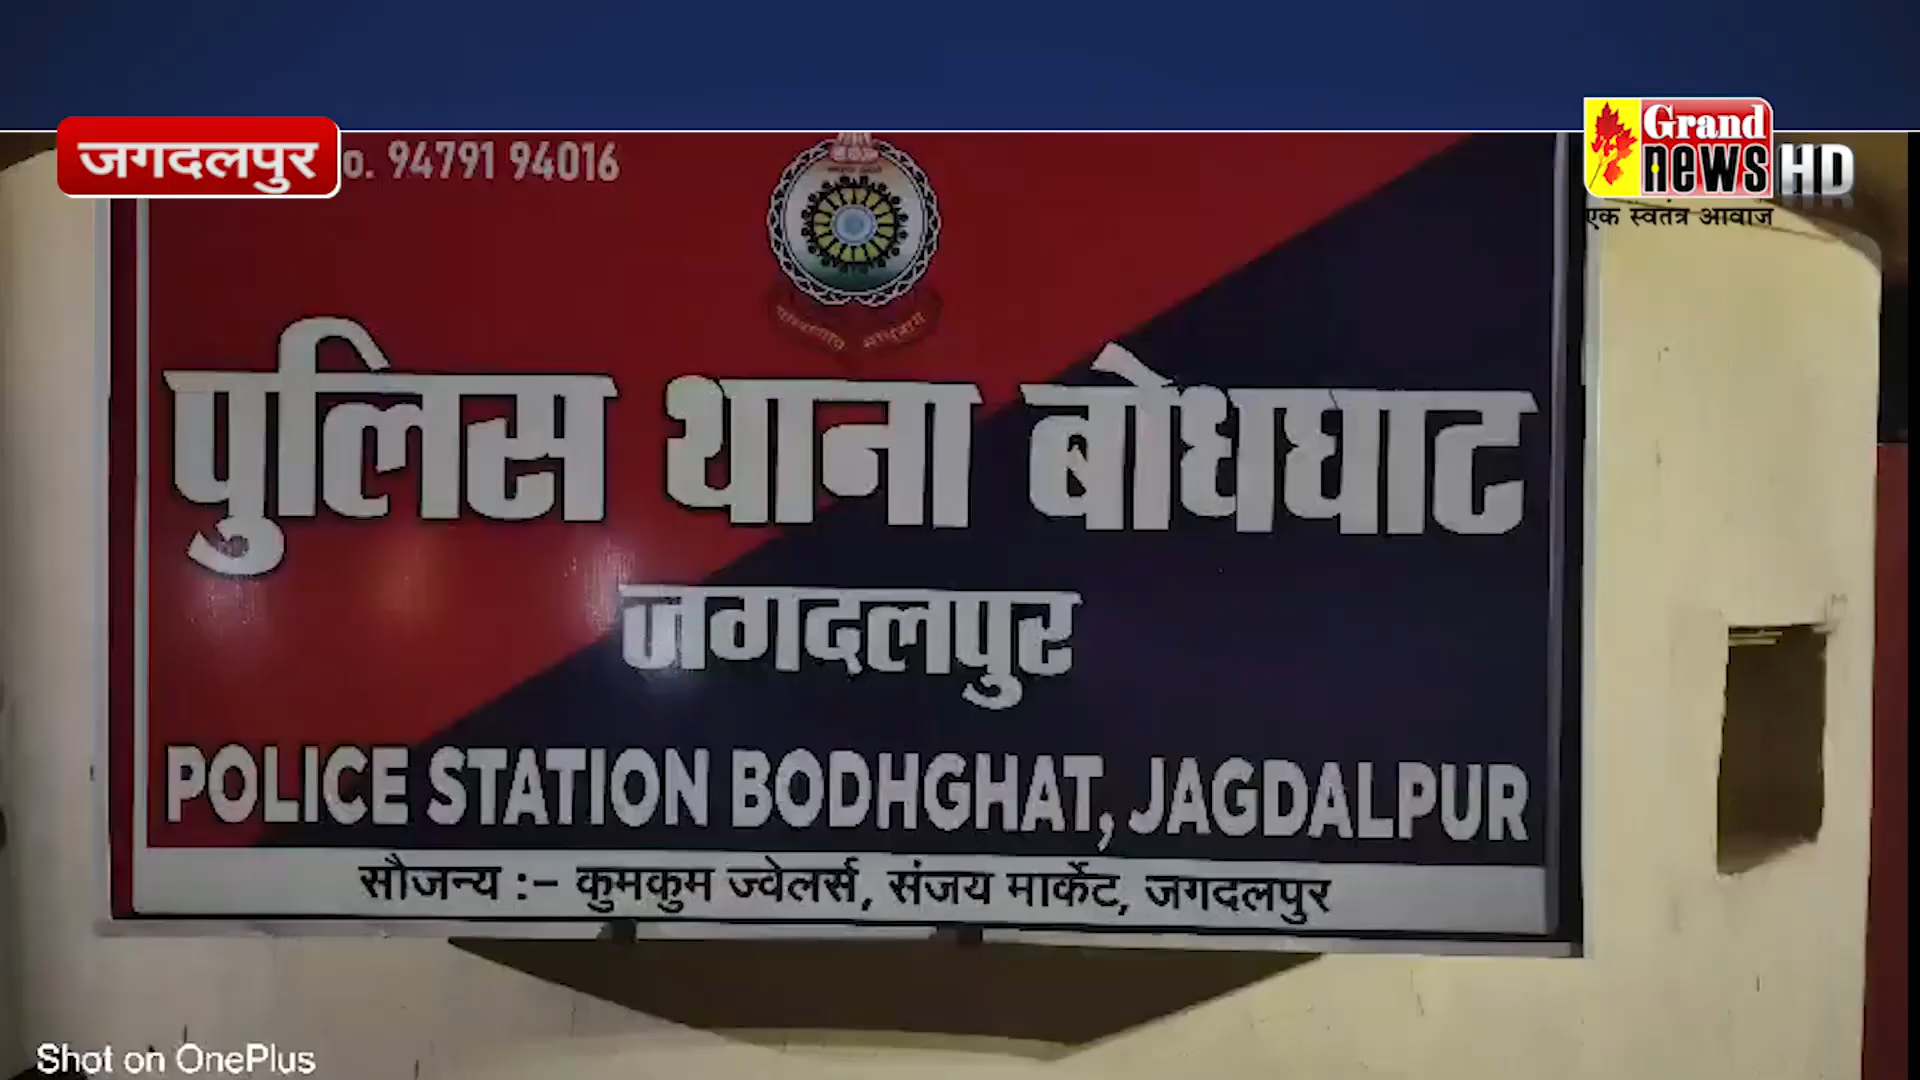 जगदलपुर
o. 94791 94016
Grand
news HD
एक स्वतंत्र आवाज
पुलिस थाना बोधघाट
जगदलपुर
POLICE STATION BODHGHAT, JAGDALPUR
सौजन्य :– कुमकुम ज्वेलर्स, संजय मार्केट, जगदलपुर
Shot on OnePlus